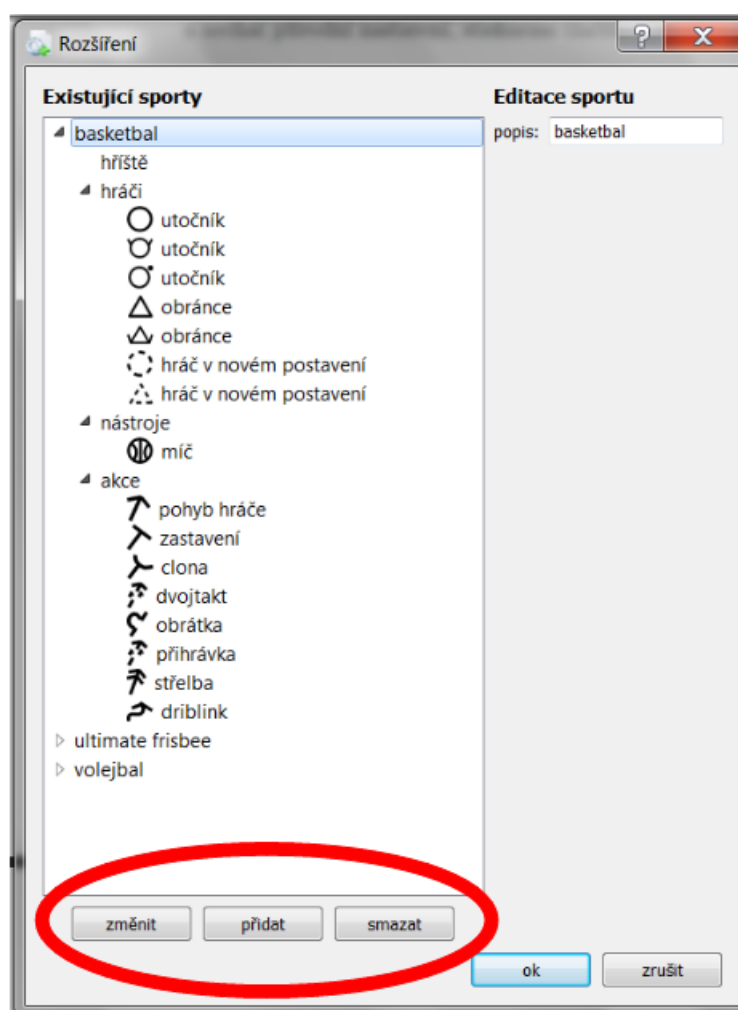 Rozšíření
Existující sporty
basketbal
hříště
hráči
utočník
utočník
utočník
obránce
obránce
hráč v novém postavení
hráč v novém postavení
nástroje
míč
akce
pohyb hráče
zastavení
clona
dvojtakt
obrátka
přihrávka
střelba
driblink
ultimate frisbee
volejbal
změnit přidat smazat
Editace sportu
popis: basketbal
ok zrušit